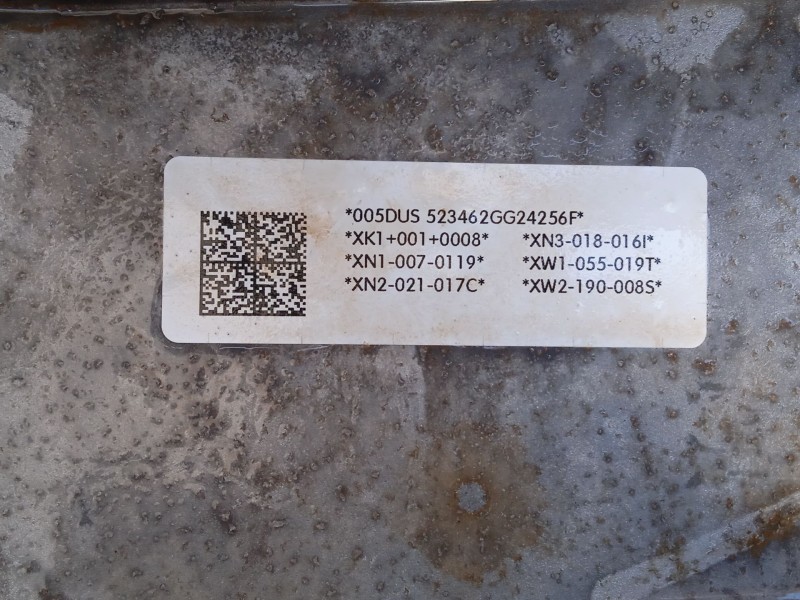 *005DUS 523462GG24256F*
*XK1+001+0008* *XN3-018-016I*
*XN1-007-0119* *XW1-055-019T*
*XN2-021-017C* *XW2-190-008S*